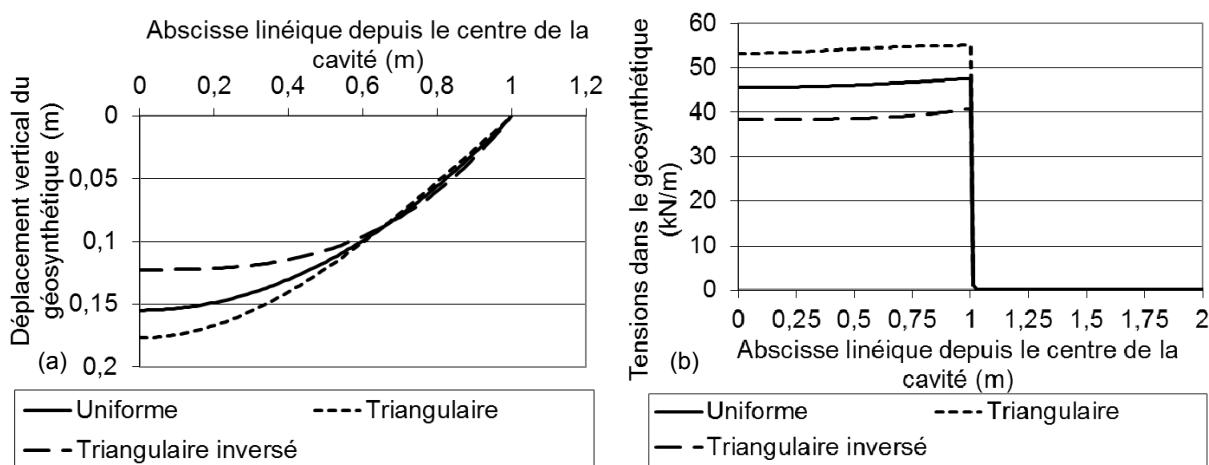 Abscisse linéique depuis le centre de la
cavité (m)
0 0,2 0,4 0,6 0,8 1 1,2
Déplacement vertical du
géosynthétique (m)
0
0,05
0,1
0,15
0,2
(a)
Uniforme
Triangulaire
Triangulaire inversé
Tensions dans le géosynthétique
(kN/m)
60
50
40
30
20
10
0
0 0,25 0,5 0,75 1 1,25 1,5 1,75 2
Abscisse linéique depuis le centre de la
cavité (m)
(b)
Uniforme
Triangulaire
Triangulaire inversé